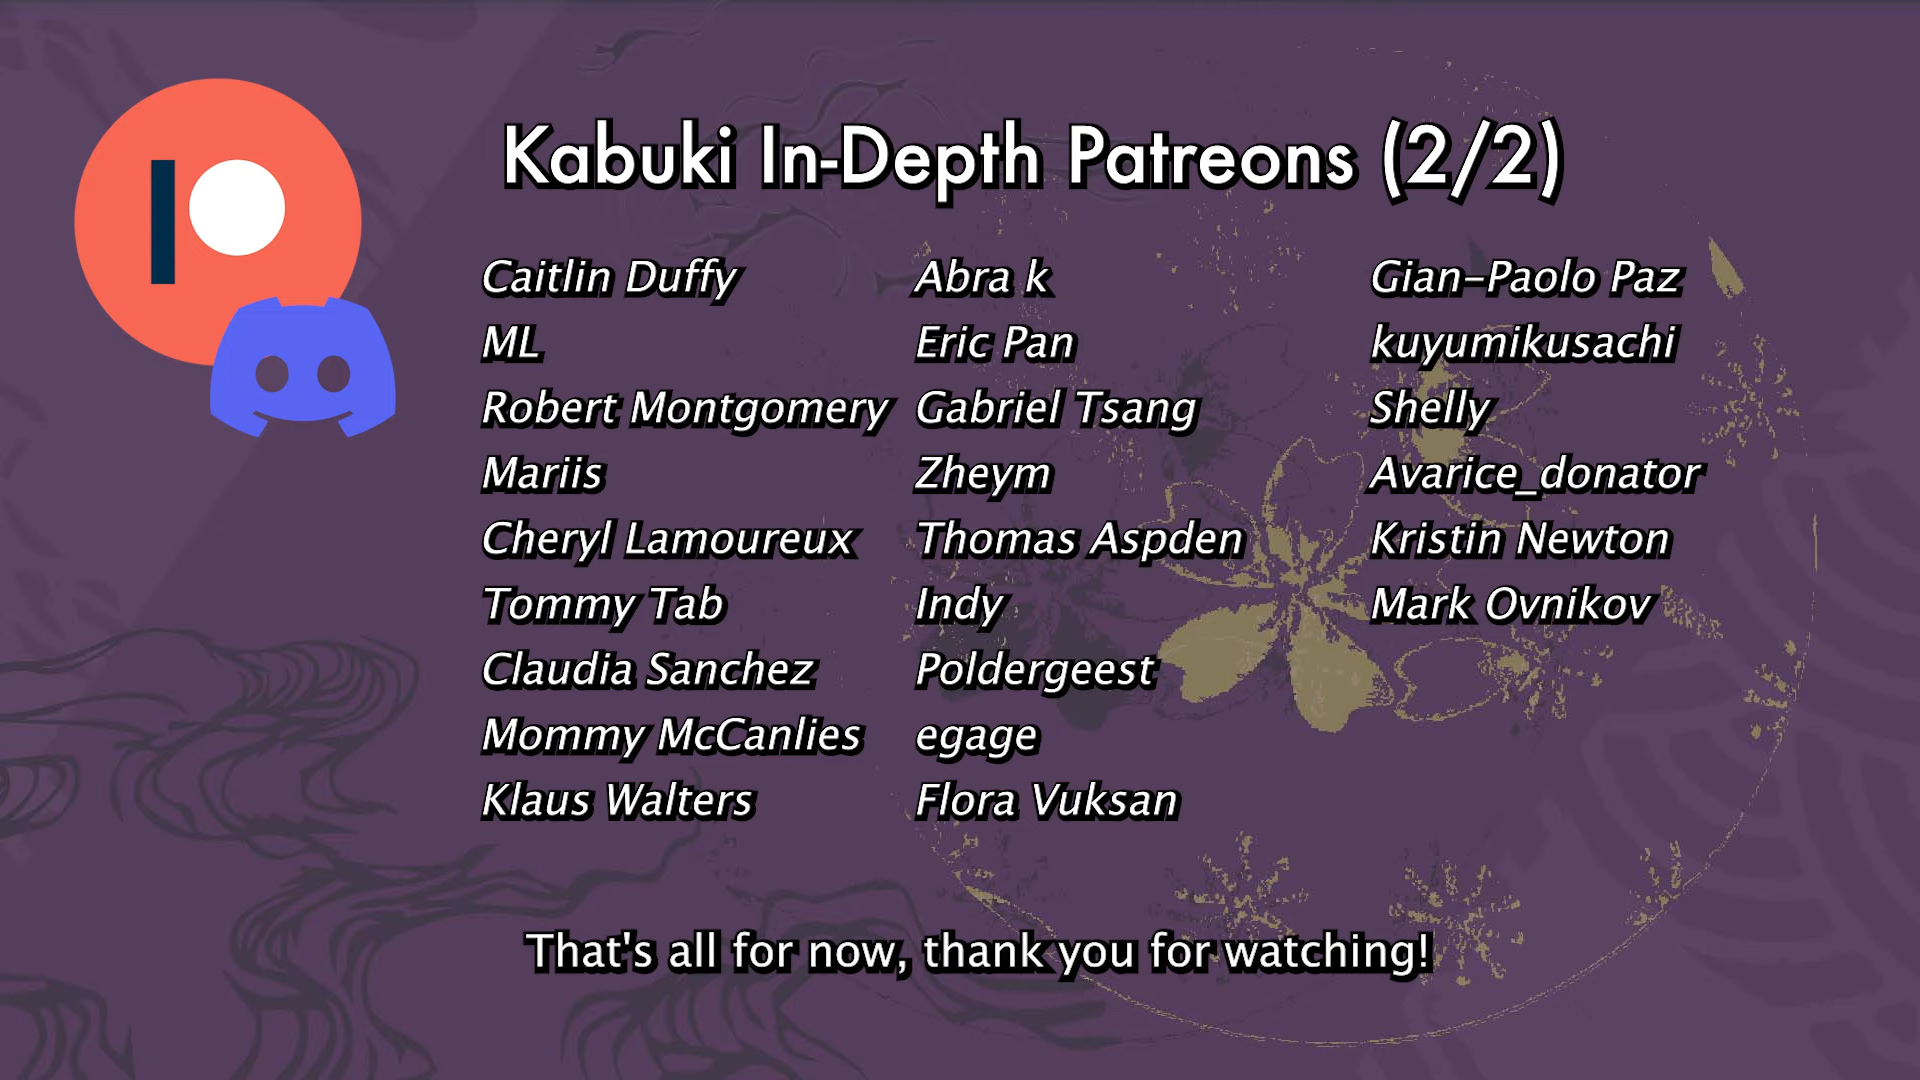 Kabuki In-Depth Patreons (2/2)
Caitlin Duffy
ML
Robert Montgomery
Mariis
Cheryl Lamoureux
Tommy Tab
Claudia Sanchez
Mommy McCanlies
Klaus Walters
Abra k
Eric Pan
Gabriel Tsang
Zheym
Thomas Aspden
Indy
Poldergeest
egage
Flora Vuksan
Gian-Paolo Paz
kuyumikusachi
Shelly
Avarice_donator
Kristin Newton
Mark Ovnikov
That's all for now, thank you for watching!